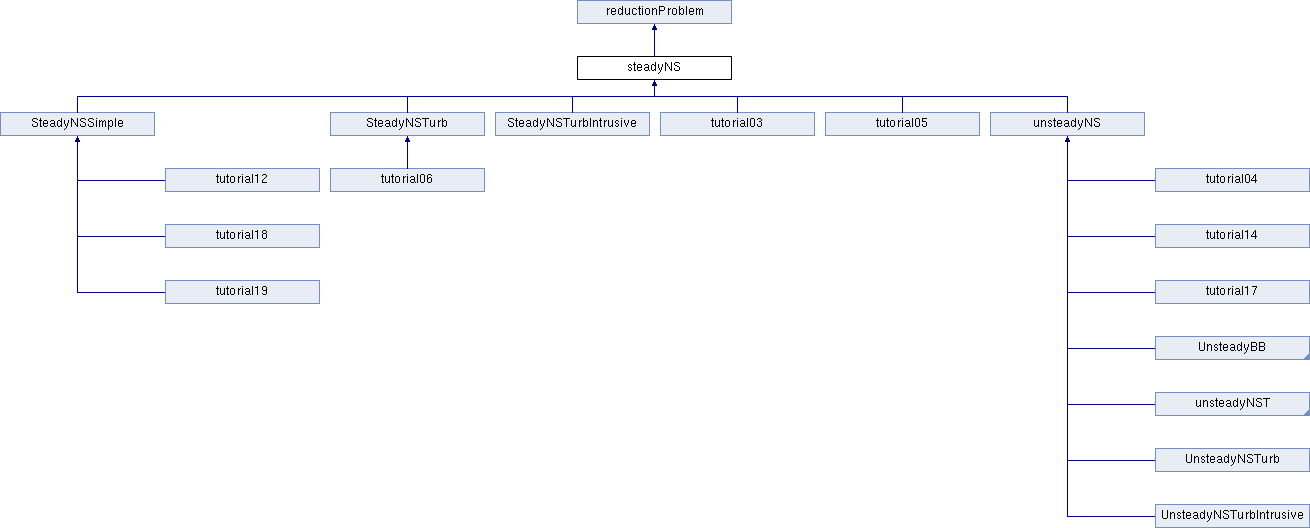 reductionProblem
steadyNS
SteadyNSSimple
SteadyNSTurb
SteadyNSTurbIntrusive
tutorial03
tutorial05
unsteadyNS
tutorial12
tutorial06
tutorial04
tutorial18
tutorial14
tutorial19
tutorial17
UnsteadyBB
unsteadyNST
UnsteadyNSTurb
UnsteadyNSTurbIntrusive